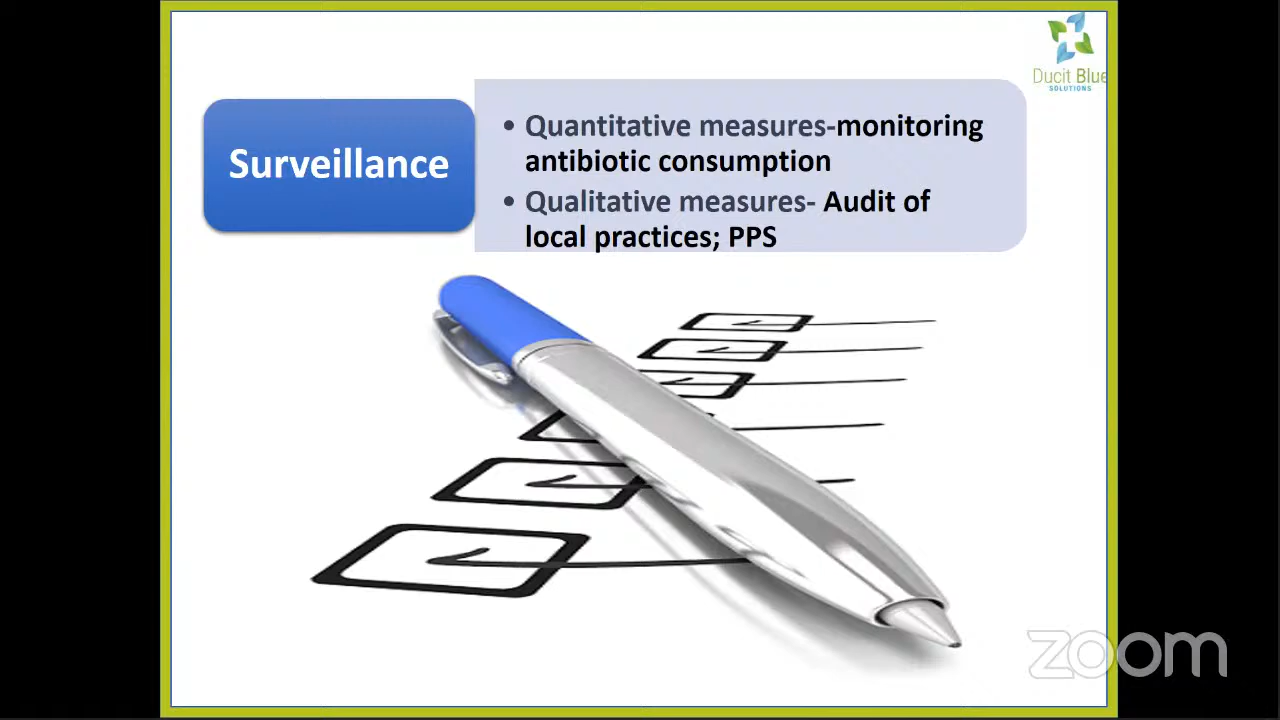 Ducit Blue
SOLUTIONS
Surveillance
• Quantitative measures-monitoring
antibiotic consumption
• Qualitative measures- Audit of
local practices; PPS
zoom